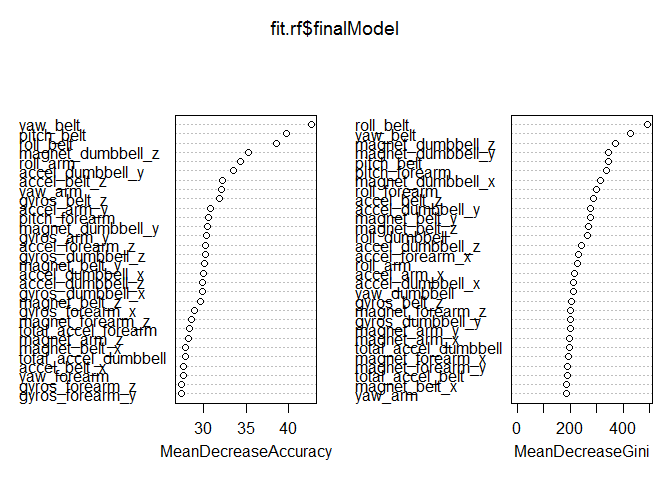 fit.rf$finalModel
yaw_belt
pitch_belt
roll_belt
magnet_dumbbell_z
roll_arm
accel_dumbbell_y
accel_belt_z
yaw_arm
gyros_belt_z
accel_arm_y
pitch_forearm
magnet_dumbbell_y
gyros_arm_y
accel_forearm_z
gyros_dumbbell_z
magnet_belt_y
accel_dumbbell_x
accel_dumbbell_z
gyros_dumbbell_x
magnet_belt_z
gyros_forearm_x
magnet_forearm_z
total_accel_forearm
magnet_arm_z
magnet_belt_x
total_accel_dumbbell
accel_belt_x
yaw_forearm
gyros_forearm_z
gyros_forearm_y
30 35 40
MeanDecreaseAccuracy
roll_belt
yaw_belt
magnet_dumbbell_z
magnet_dumbbell_y
pitch_belt
pitch_forearm
magnet_dumbbell_x
roll_forearm
accel_belt_z
accel_dumbbell_y
magnet_belt_y
magnet_belt_z
roll_dumbbell
accel_dumbbell_z
accel_forearm_x
roll_arm
accel_arm_x
accel_dumbbell_x
yaw_dumbbell
gyros_belt_z
magnet_forearm_z
gyros_dumbbell_y
magnet_arm_y
magnet_arm_x
total_accel_dumbbell
magnet_forearm_x
magnet_forearm_y
total_accel_belt
magnet_belt_x
yaw_arm
0 200 400
MeanDecreaseGini